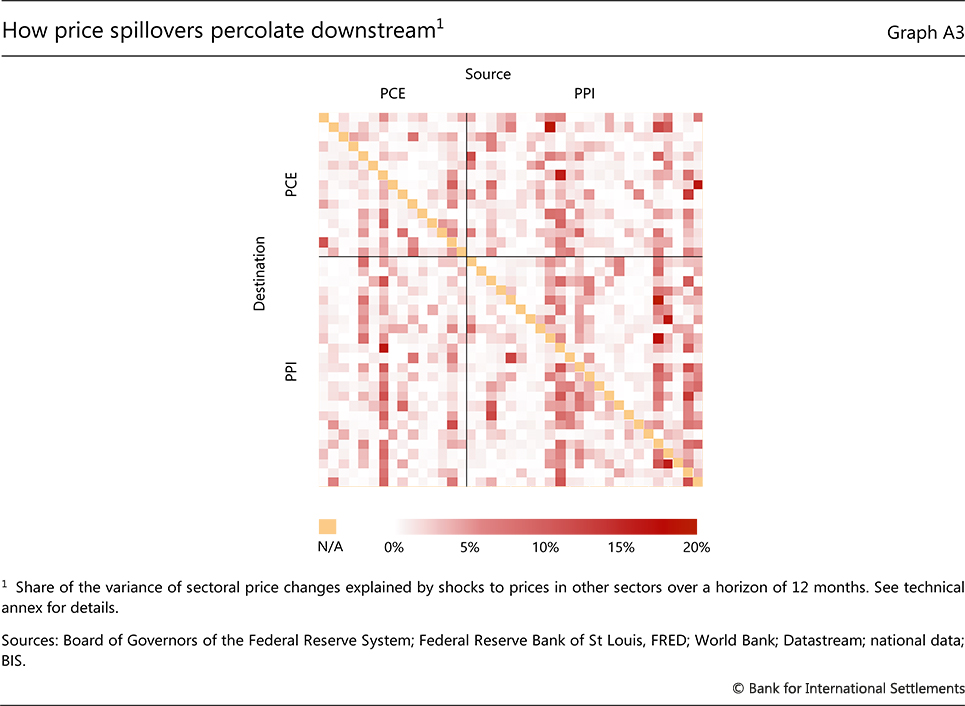 How price spillovers percolate downstream1
Graph A3
Source
PCE
PPI
PCE
Destination
PPI
N/A
0%
5%
10%
15%
20%
1 Share of the variance of sectoral price changes explained by shocks to prices in other sectors over a horizon of 12 months. See technical
annex for details.
Sources: Board of Governors of the Federal Reserve System; Federal Reserve Bank of St Louis, FRED; World Bank; Datastream; national data;
BIS.
© Bank for International Settlements